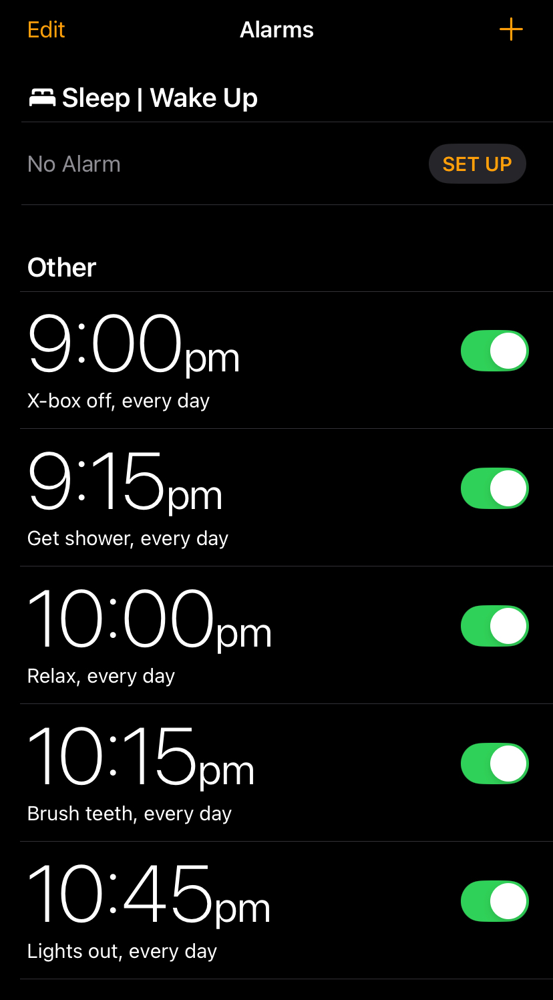 Edit
Alarms
Sleep | Wake Up
No Alarm
SET UP
Other
9:00pm
X-box off, every day
9:15pm
Get shower, every day
10:00pm
Relax, every day
10:15pm
Brush teeth, every day
10:45pm
Lights out, every day